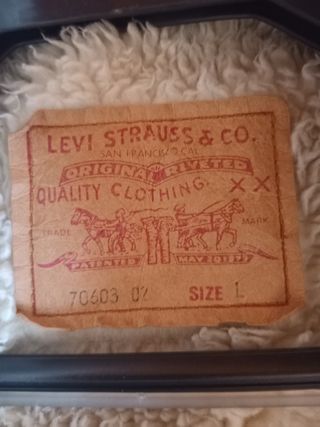 LEVI STRAUSS & CO.
SAN FRANCISCO CAL
ORIGINAL RIVETED
QUALITY CLOTHING. XX
TRADE MARK
PATENTED MAY 20 1873
70603 02 SIZE L